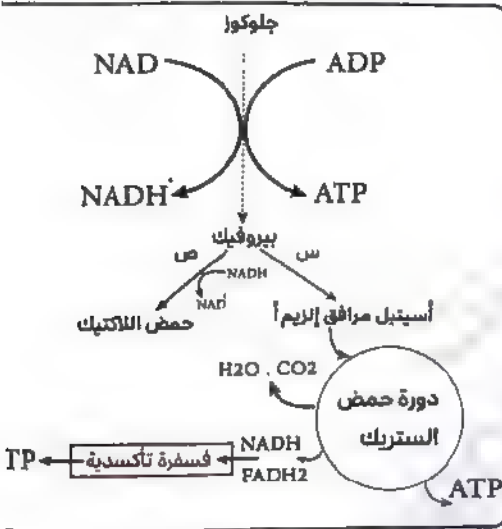 جلوكوز
NAD
ADP
NADH
ATP
بيروفيك
ص
س
NADH
NAD
حمض اللاكتيك
أسيتيل مرافق إنزيم أ
H2O . CO2
دورة حمض
الستريك
NADH
FADH2
فسفرة تأكسدية
TP
ATP